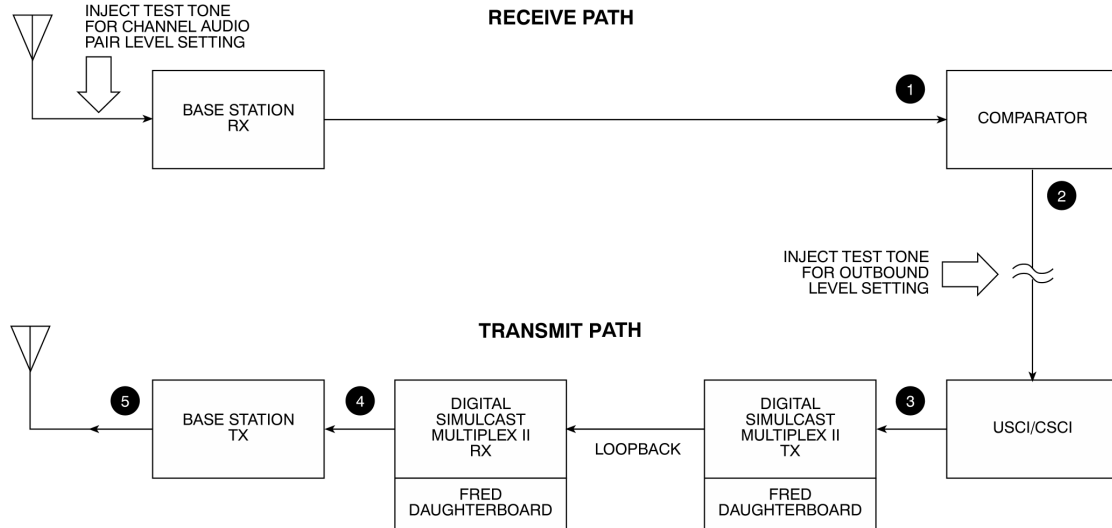 INJECT TEST TONE
FOR CHANNEL AUDIO
PAIR LEVEL SETTING
RECEIVE PATH
BASE STATION
RX
1
COMPARATOR
2
INJECT TEST TONE
FOR OUTBOUND
LEVEL SETTING
TRANSMIT PATH
5
BASE STATION
TX
4
DIGITAL
SIMULCAST
MULTIPLEX II
RX
FRED
DAUGHTERBOARD
LOOPBACK
DIGITAL
SIMULCAST
MULTIPLEX II
TX
FRED
DAUGHTERBOARD
3
USCI/CSCI